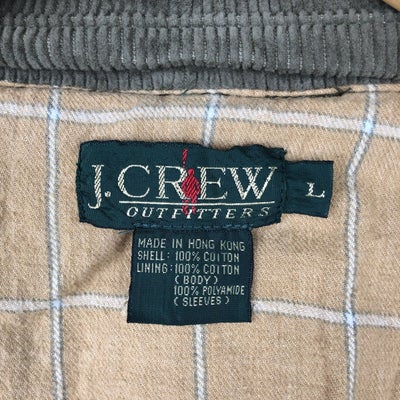 J.CREW
OUTFITTERS
L
MADE IN HONG KONG
SHELL: 100% COTTON
LINING: 100% COTTON
(BODY)
100% POLYAMIDE
(SLEEVES)